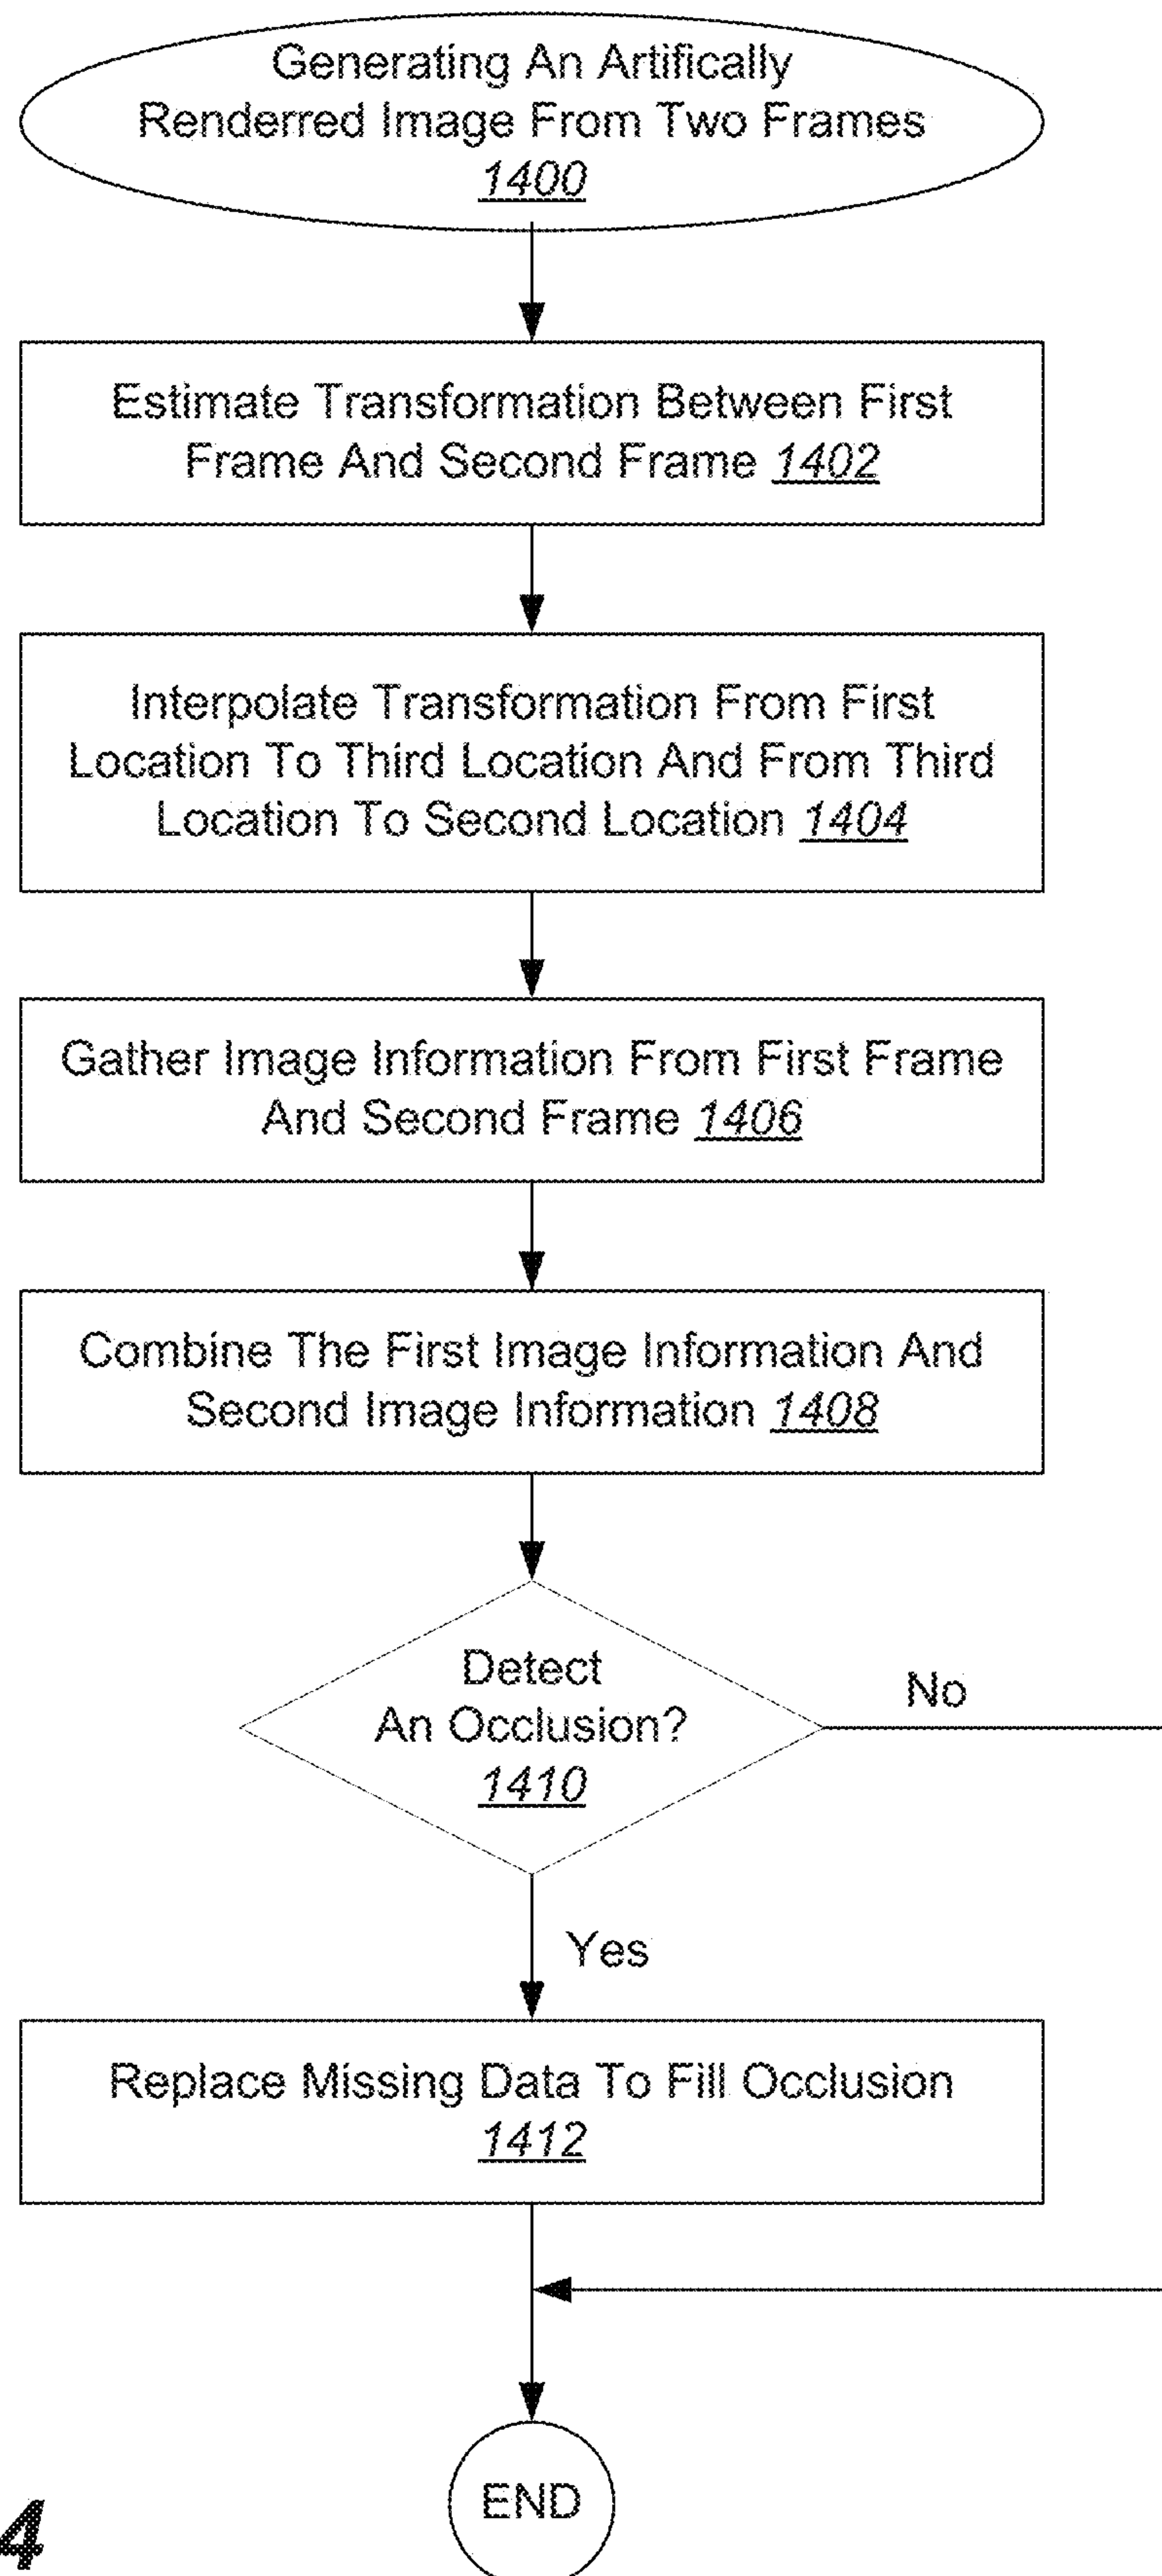 Generating An Artifically
Renderred Image From Two Frames
1400
Estimate Transformation Between First
Frame And Second Frame 1402
Interpolate Transformation From First
Location To Third Location And From Third
Location To Second Location 1404
Gather Image Information From First Frame
And Second Frame 1406
Combine The First Image Information And
Second Image Information 1408
Detect
An Occlusion?
1410
No
Yes
Replace Missing Data To Fill Occlusion
1412
END
4